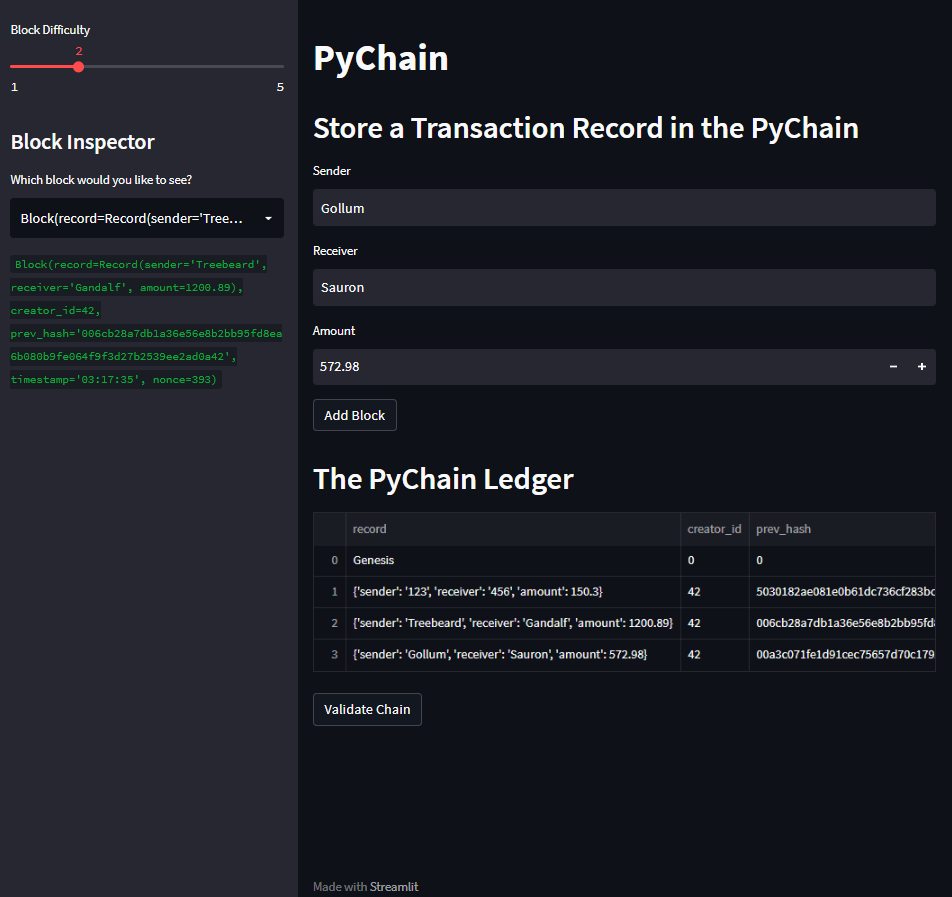 Block Difficulty
2
1 5
Block Inspector
Which block would you like to see?
Block(record=Record(sender='Tree...
Block(record=Record(sender='Treebeard',
receiver='Gandalf', amount=1200.89),
creator_id=42,
prev_hash='006cb28a7db1a36e56e8b2bb95fd8ea
6b080b9fe064f9f3d27b2539ee2ad0a42',
timestamp='03:17:35', nonce=393)
PyChain
Store a Transaction Record in the PyChain
Sender
Gollum
Receiver
Sauron
Amount
572.98
Add Block
The PyChain Ledger
record creator_id prev_hash
0 Genesis 0 0
1 {'sender': '123', 'receiver': '456', 'amount': 150.3} 42 5030182ae081e0b61dc736cf283bc
2 {'sender': 'Treebeard', 'receiver': 'Gandalf', 'amount': 1200.89} 42 006cb28a7db1a36e56e8b2bb95fd8
3 {'sender': 'Gollum', 'receiver': 'Sauron', 'amount': 572.98} 42 00a3c071fe1d91cec75657d70c179
Validate Chain
Made with Streamlit